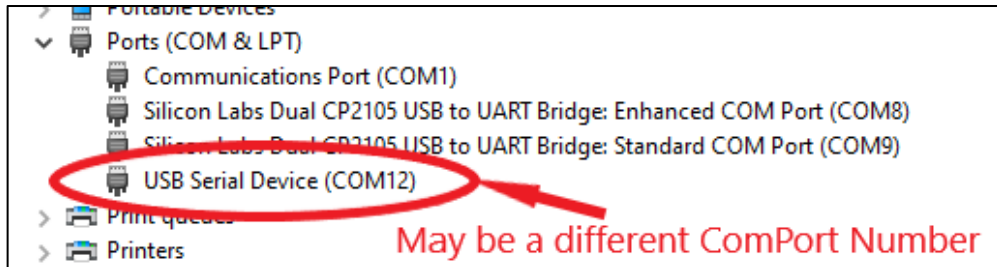 Portable Devices
Ports (COM & LPT)
Communications Port (COM1)
Silicon Labs Dual CP2105 USB to UART Bridge: Enhanced COM Port (COM8)
Silicon Labs Dual CP2105 USB to UART Bridge: Standard COM Port (COM9)
USB Serial Device (COM12)
Print queues
Printers
May be a different ComPort Number